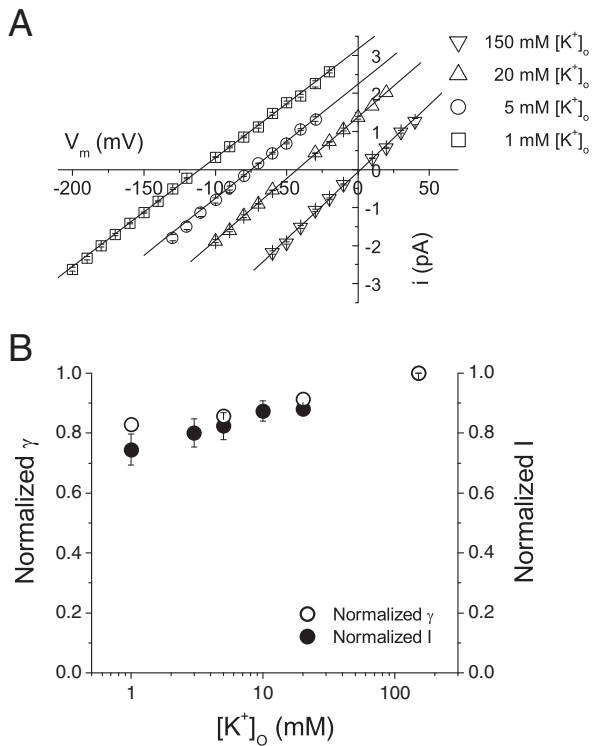 A
150 mM [K⁺]ₒ
20 mM [K⁺]ₒ
5 mM [K⁺]ₒ
1 mM [K⁺]ₒ
Vₘ (mV)
-200 -150 -100 -50 0 50
3
2
1
0
-1
-2
-3
i (pA)
B
1.0 1.0
0.8 0.8
0.6 0.6
0.4 0.4
0.2 0.2
0.0 0.0
Normalized γ
Normalized I
Normalized γ
Normalized I
1 10 100
[K⁺]O (mM)